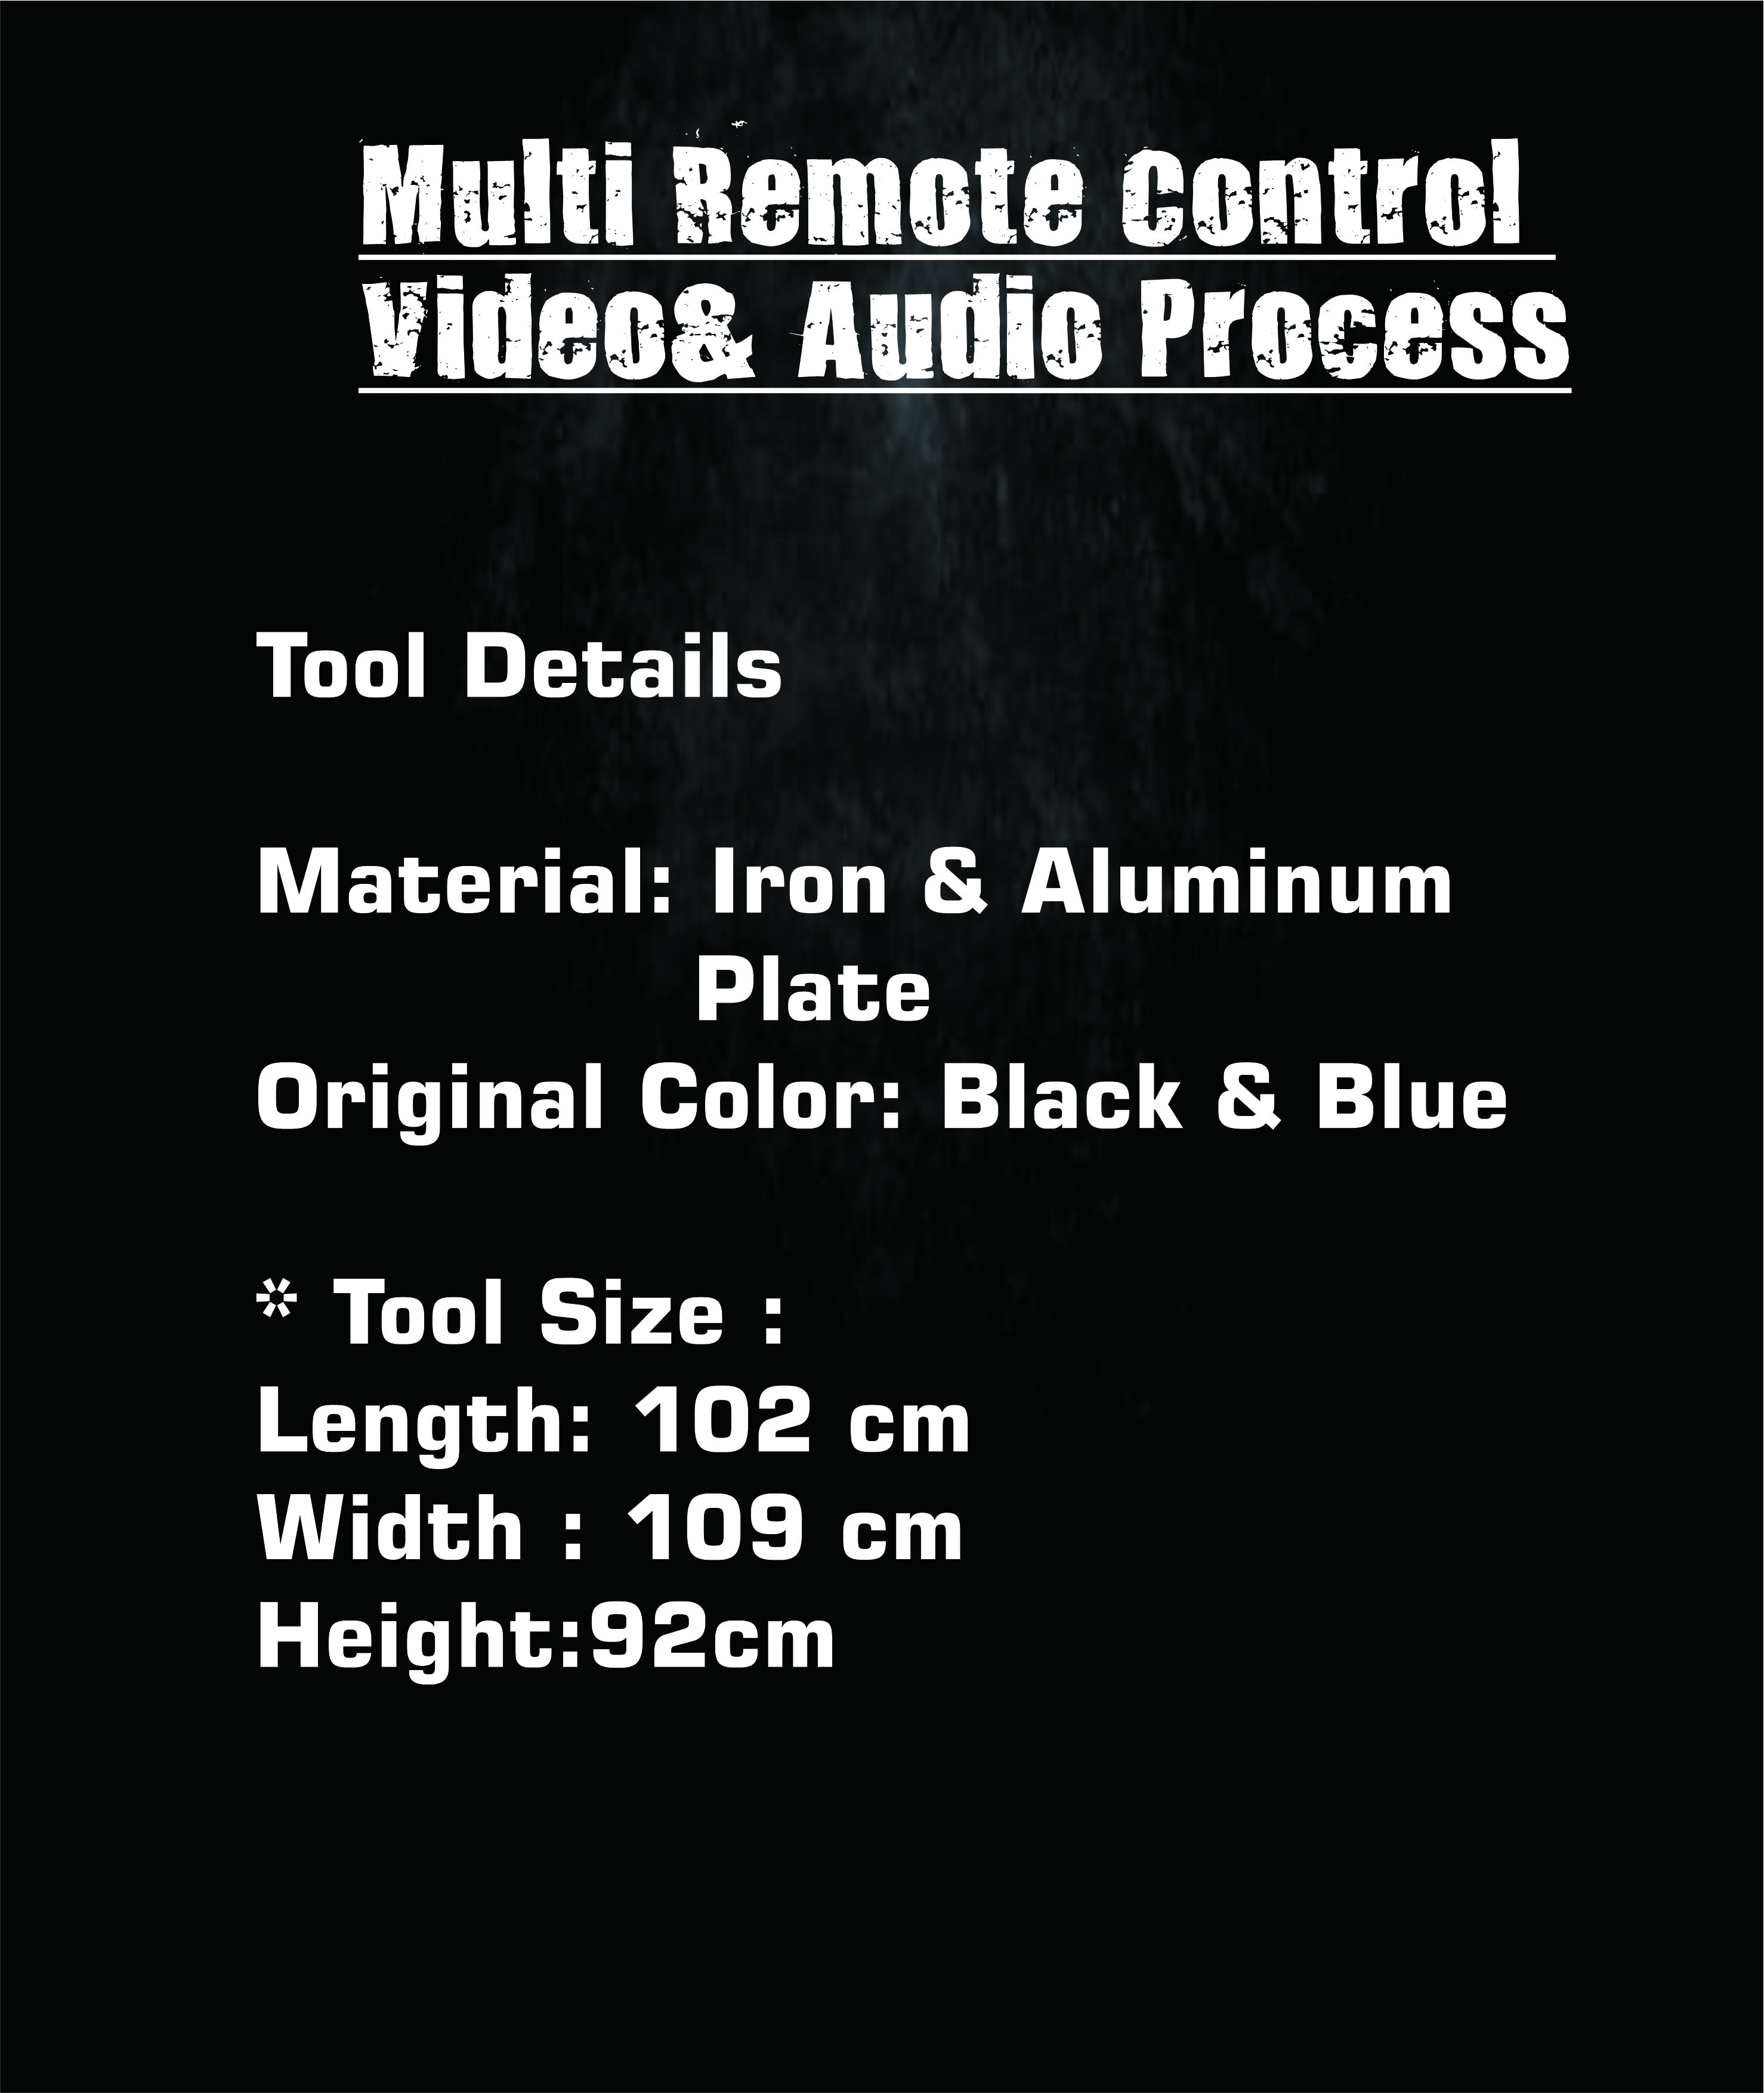 Multi Remote Control
Video& Audio Process
Tool Details
Material: Iron & Aluminum
Plate
Original Color: Black & Blue
* Tool Size :
Length: 102 cm
Width : 109 cm
Height:92cm